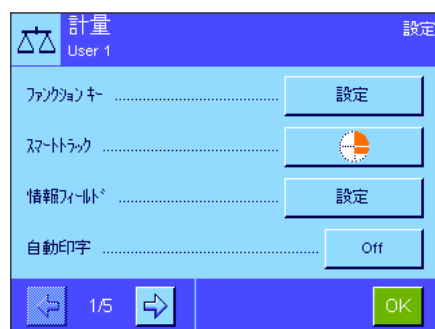 計量 設定
User 1
ﾌｧﾝｸｼｮﾝ ｷｰ ........................................... 設定
ｽﾏｰﾄﾄﾗｯｸ ..............................................
情報ﾌｨｰﾙﾄﾞ .......................................... 設定
自動印字 ..................................................... Off
1/5 OK